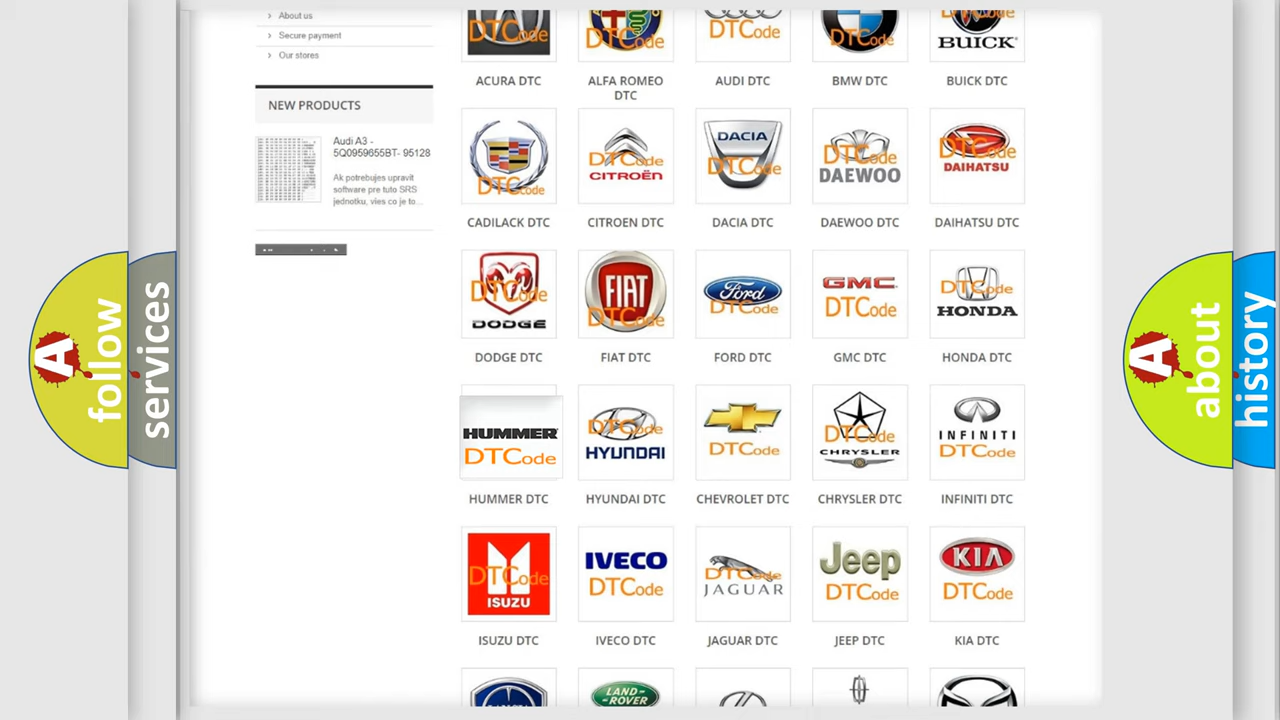 About us
Secure payment
Our stores
NEW PRODUCTS
Audi A3 -
5Q0959655BT- 95128
Ak potrebujes upravit
software pre tuto SRS
jednotku, vies co je to...
DTCode
DTCode
DTCode
DTCode
BUICK
ACURA DTC
ALFA ROMEO
DTC
AUDI DTC
BMW DTC
BUICK DTC
DTCode
DTCode
CITROËN
DACIA
DTCode
DTCode
DAEWOO
DTCode
DAIHATSU
CADILACK DTC
CITROEN DTC
DACIA DTC
DAEWOO DTC
DAIHATSU DTC
DTCode
DODGE
FIAT
DTCode
Ford
DTCode
GMC
DTCode
DTCode
HONDA
DODGE DTC
FIAT DTC
FORD DTC
GMC DTC
HONDA DTC
HUMMER
DTCode
DTCode
HYUNDAI
DTCode
DTCode
CHRYSLER
INFINITI
DTCode
HUMMER DTC
HYUNDAI DTC
CHEVROLET DTC
CHRYSLER DTC
INFINITI DTC
DTCode
ISUZU
IVECO
DTCode
DTCode
JAGUAR
Jeep
DTCode
KIA
DTCode
ISUZU DTC
IVECO DTC
JAGUAR DTC
JEEP DTC
KIA DTC
LAND-
ROVER
A
follow
services
A
about
history